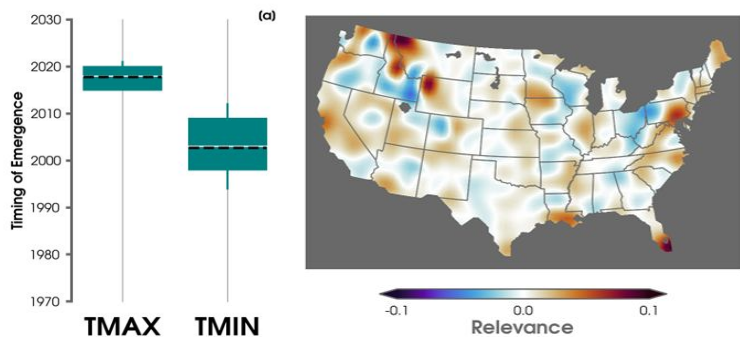 (a)
2030
2020
2010
2000
1990
1980
1970
Timing of Emergence
TMAX
TMIN
-0.1
0.0
0.1
Relevance